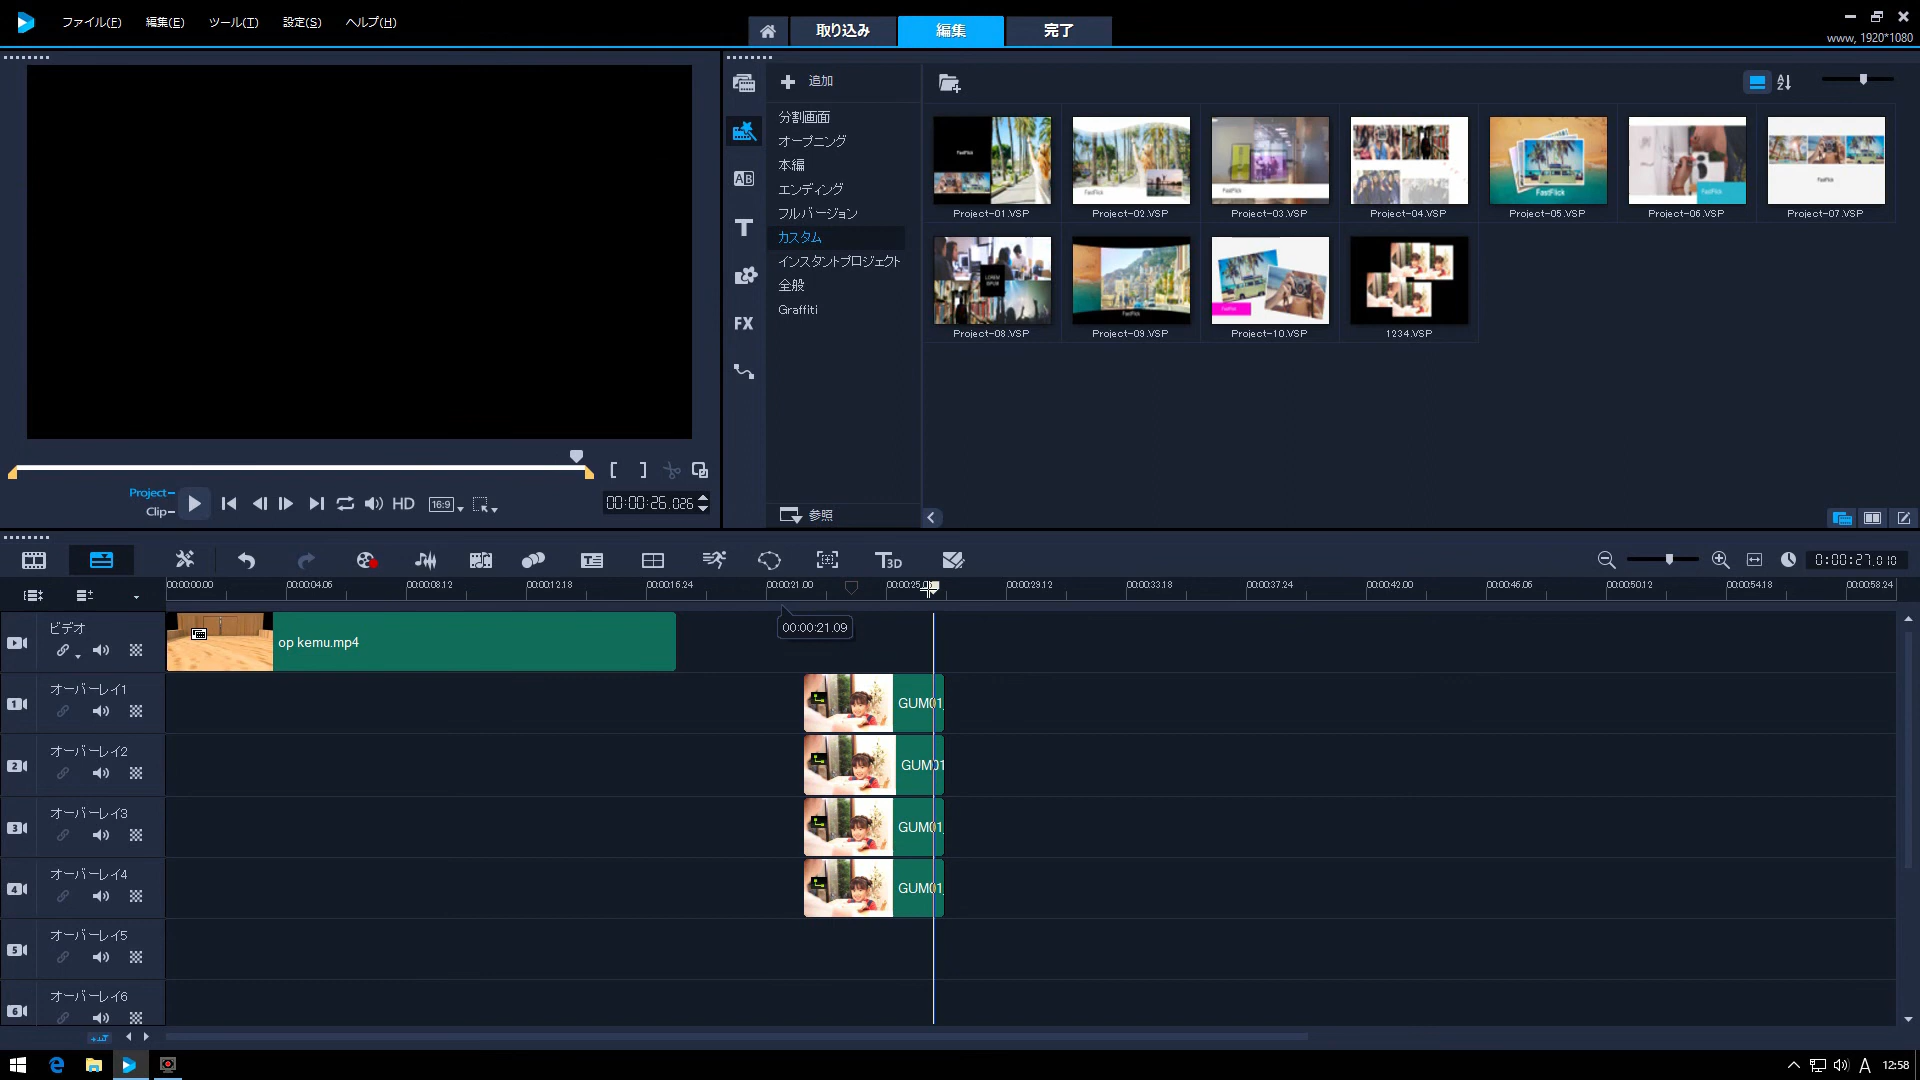 ファイル(F) 編集(E) ツール(T) 設定(S) ヘルプ(H)
取り込み 編集 完了
www, 1920*1080
追加
分割画面
オープニング
本編
エンディング
フルバージョン
カスタム
インスタントプロジェクト
全般
Graffiti
参照
Project-01.VSP Project-02.VSP Project-03.VSP Project-04.VSP Project-05.VSP Project-06.VSP Project-07.VSP
Project-08.VSP Project-09.VSP Project-10.VSP 1234.VSP
Project
Clip
HD 16:9
00:00:26.026
AB
T
FX
T3D
0:00:27.010
00:00:00.00 00:00:04.06 00:00:08.12 00:00:12.18 00:00:16.24 00:00:21.00 00:00:29.12 00:00:33.18 00:00:37.24 00:00:42.00 00:00:46.06 00:00:50.12 00:00:54.18 00:00:58.24
00:00:21.09
ビデオ
op kemu.mp4
オーバーレイ1
GUM01
オーバーレイ2
GUM01
オーバーレイ3
GUM01
オーバーレイ4
GUM01
オーバーレイ5
オーバーレイ6
A 12:58